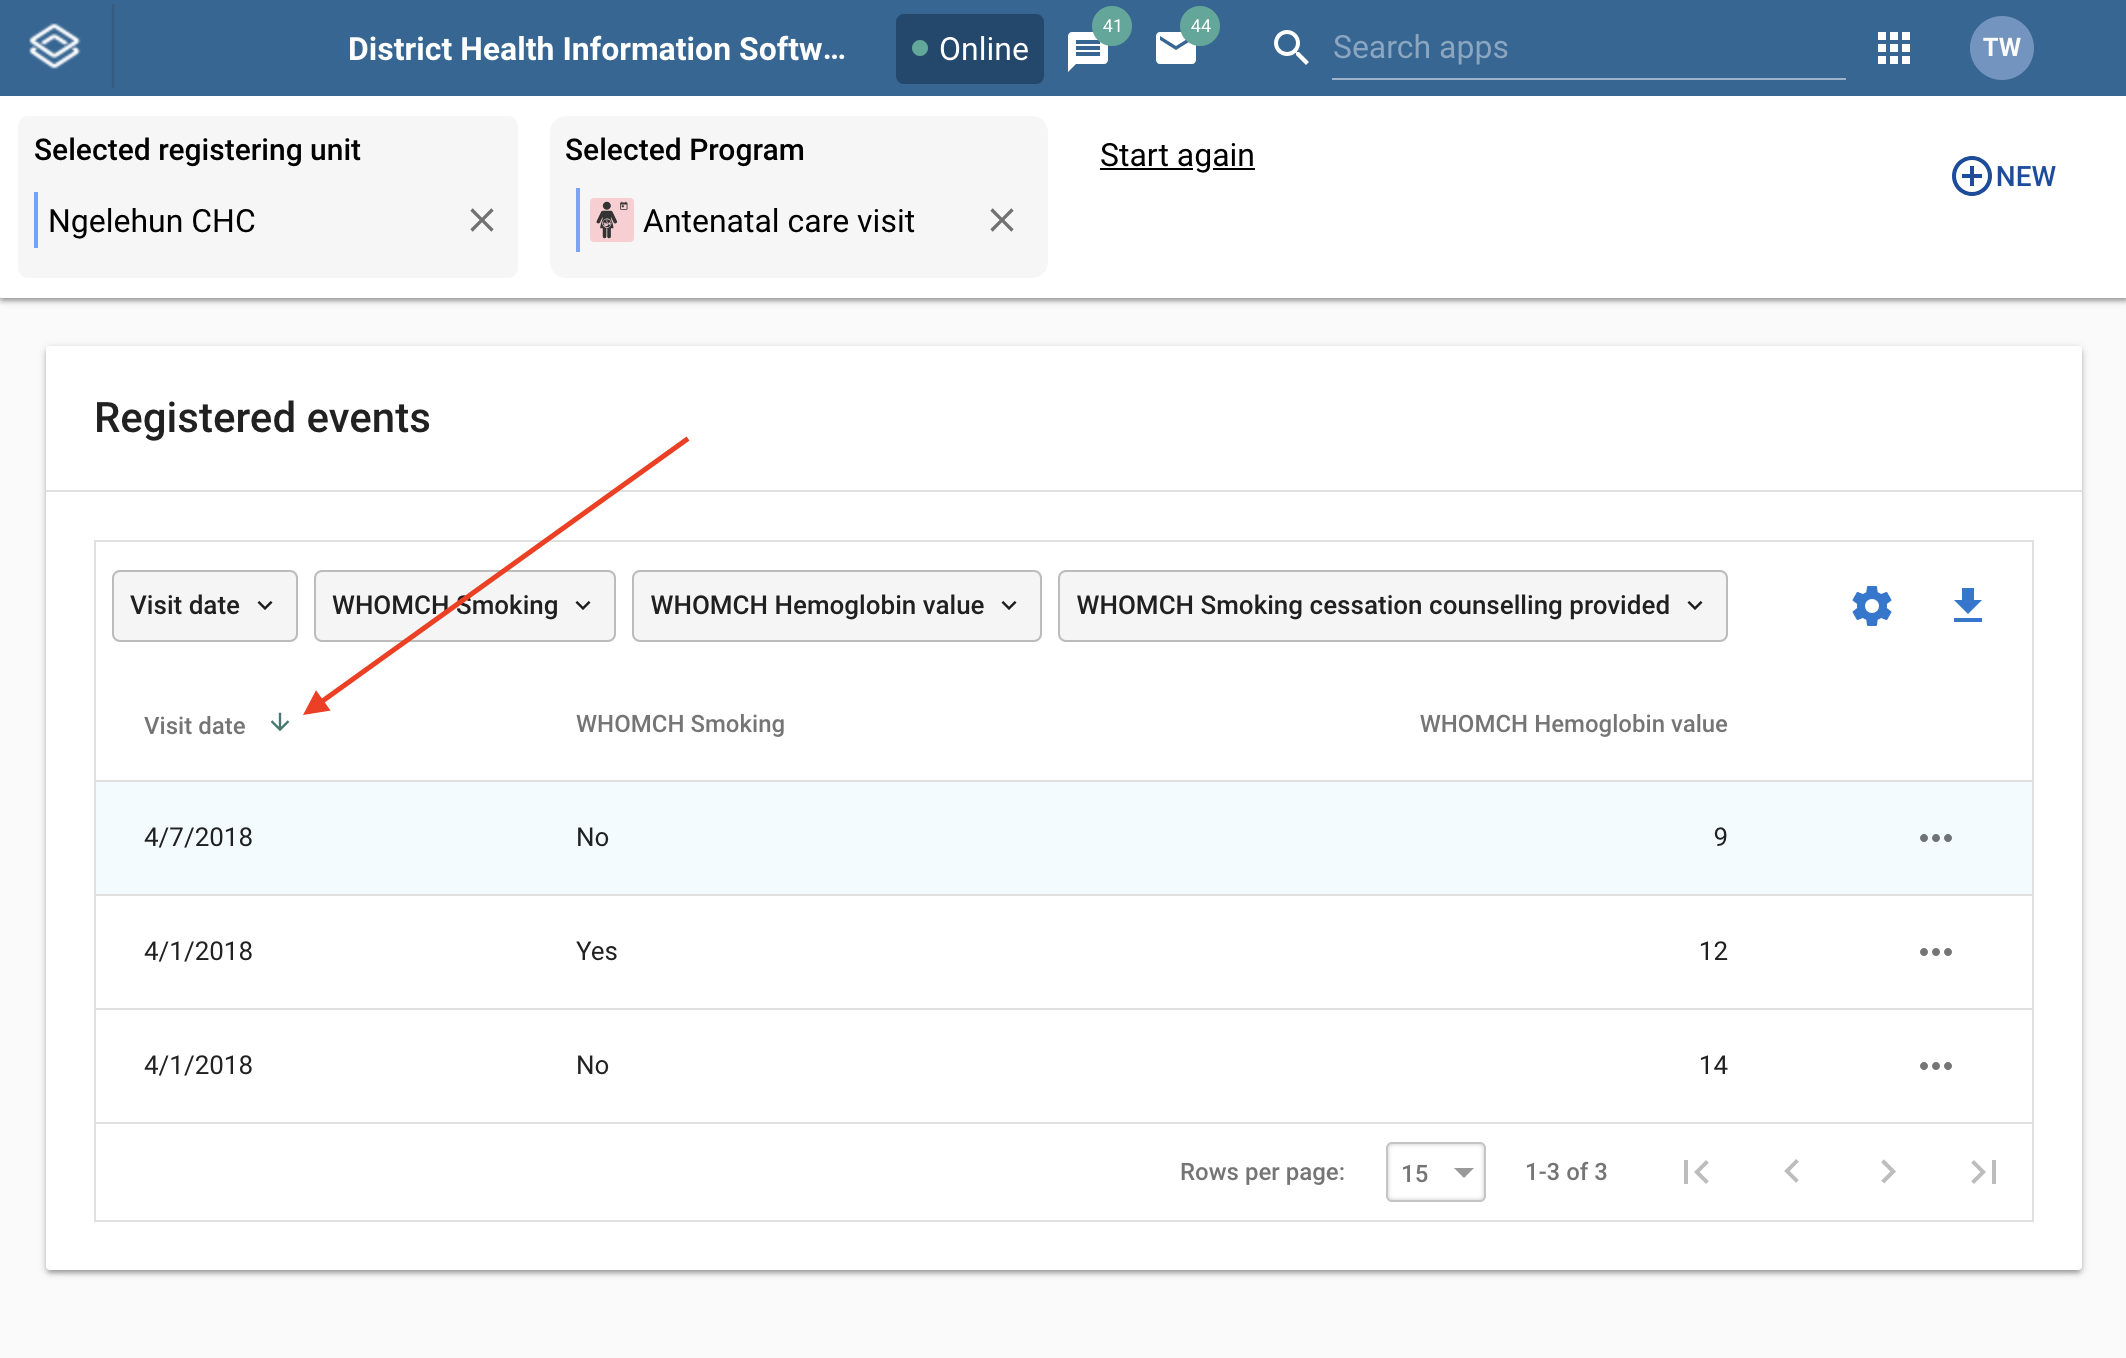 District Health Information Softw...
Online
41
44
Search apps
TW
Selected registering unit
Ngelehun CHC
Selected Program
Antenatal care visit
Start again
NEW
Registered events
Visit date
WHOMCH Smoking
WHOMCH Hemoglobin value
WHOMCH Smoking cessation counselling provided
Visit date WHOMCH Smoking WHOMCH Hemoglobin value
4/7/2018 No 9
4/1/2018 Yes 12
4/1/2018 No 14
Rows per page: 15 1-3 of 3